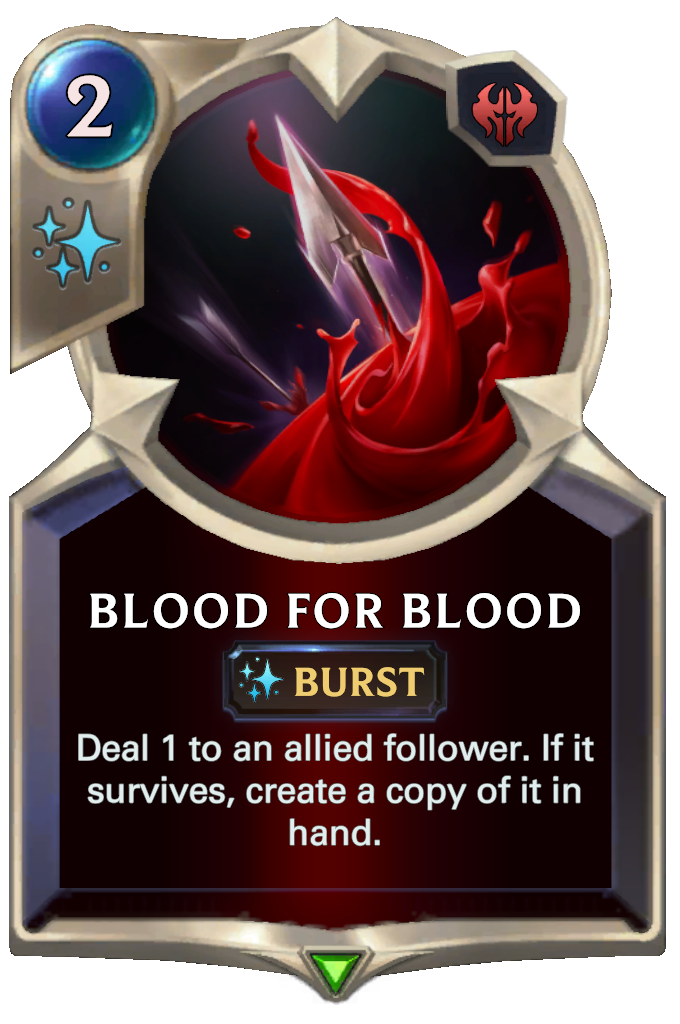 2
BLOOD FOR BLOOD
BURST
Deal 1 to an allied follower. If it
survives, create a copy of it in
hand.